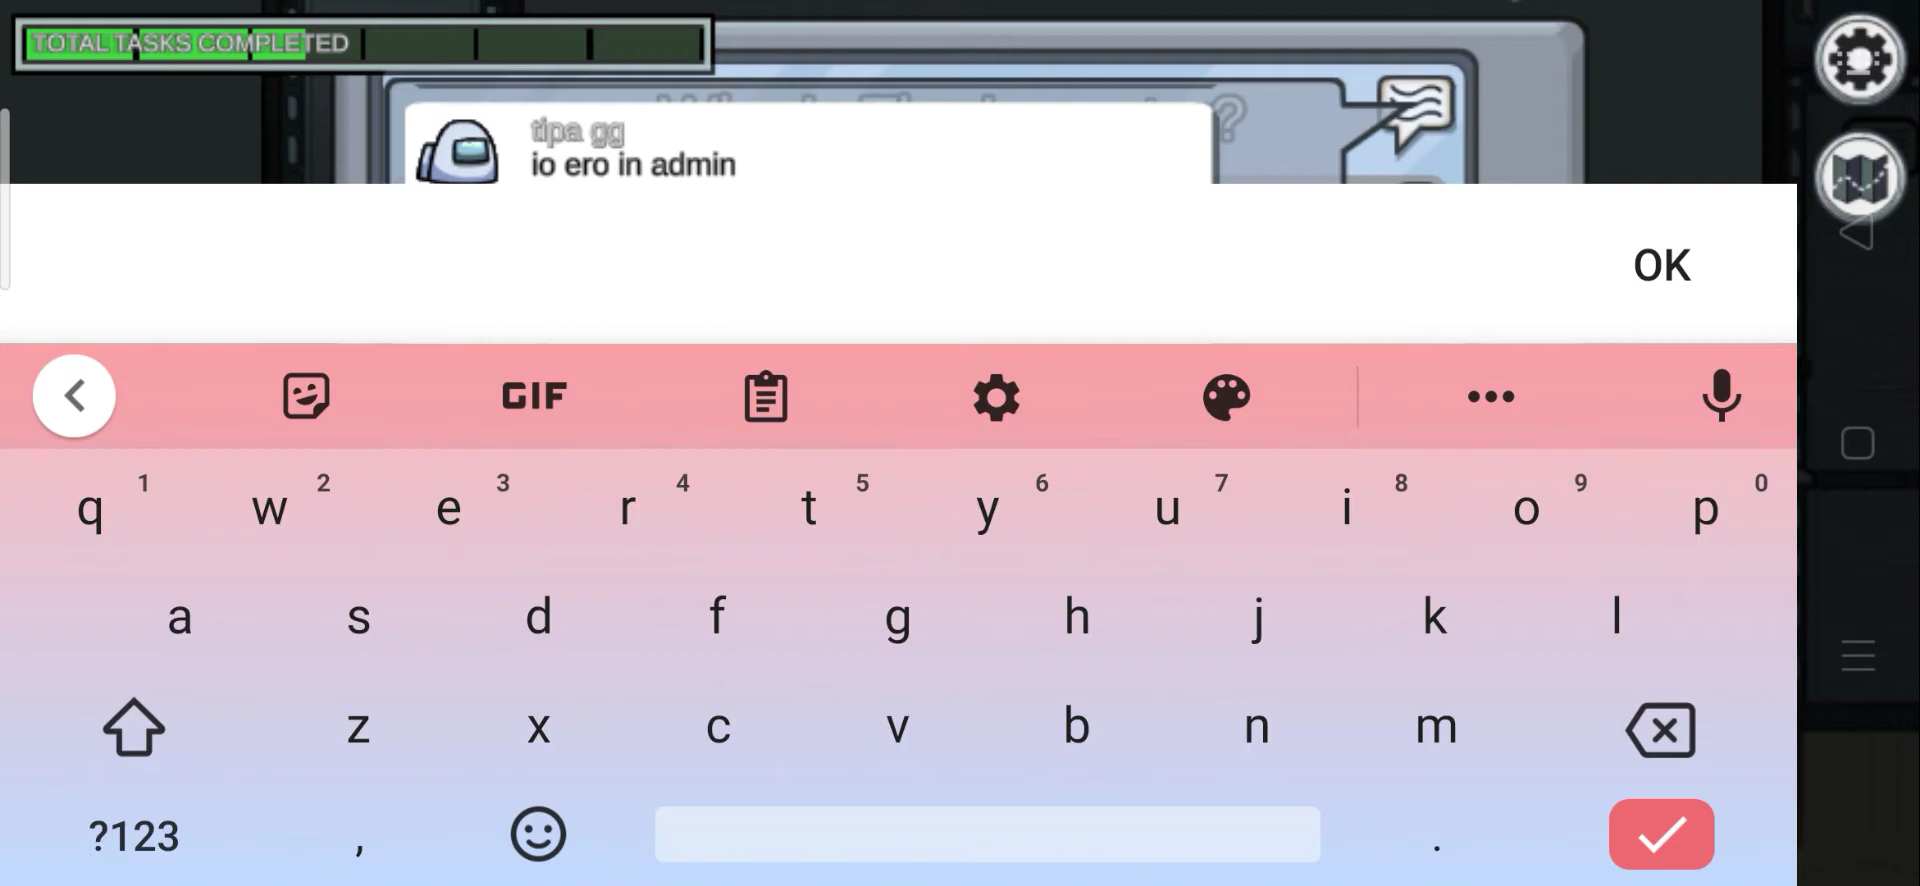 TOTAL TASKS COMPLETED
?
tipa gg
io ero in admin
OK
GIF
1 2 3 4 5 6 7 8 9 0
q w e r t y u i o p
a s d f g h j k l
z x c v b n m
?123 , .